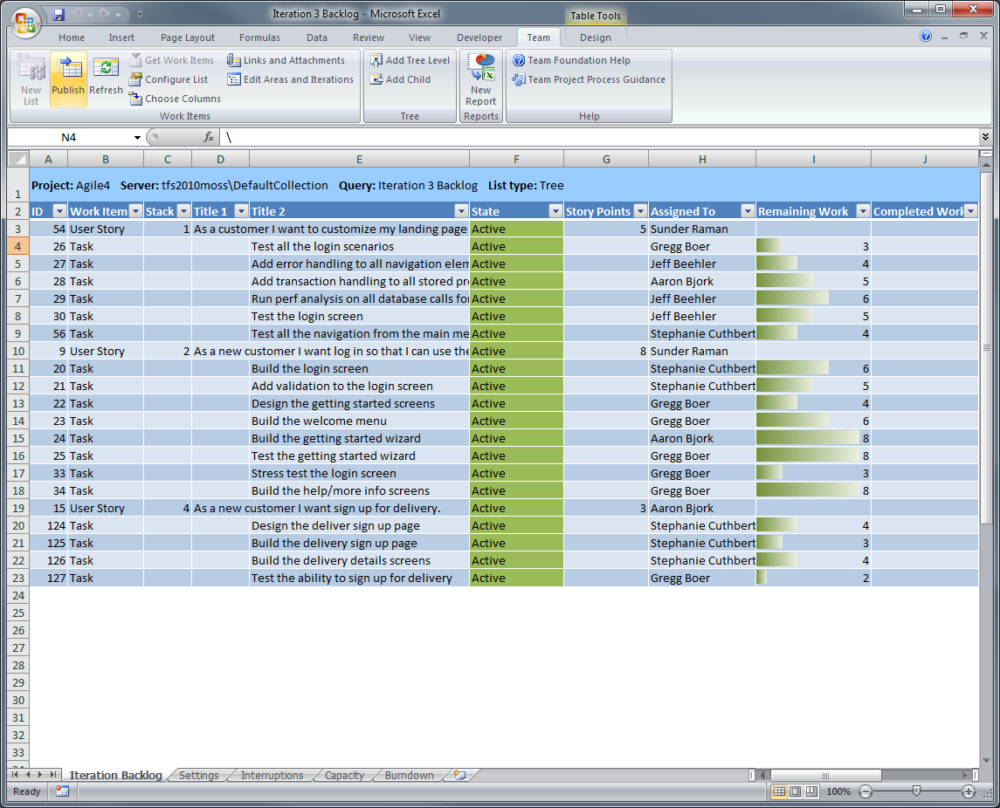 Iteration 3 Backlog - Microsoft Excel
Table Tools
Home Insert Page Layout Formulas Data Review View Developer Team Design
New List
Publish
Refresh
Get Work Items
Configure List
Choose Columns
Links and Attachments
Edit Areas and Iterations
Work Items
Add Tree Level
Add Child
Tree
New Report
Reports
Team Foundation Help
Team Project Process Guidance
Help
N4 fx \
A B C D E F G H I J
1 Project: Agile4 Server: tfs2010moss\DefaultCollection Query: Iteration 3 Backlog List type: Tree
2 ID Work Item Stack Title 1 Title 2 State Story Points Assigned To Remaining Work Completed Work
3 54 User Story 1 As a customer I want to customize my landing page Active 5 Sunder Raman
4 26 Task Test all the login scenarios Active Gregg Boer 3
5 27 Task Add error handling to all navigation elem Active Jeff Beehler 4
6 28 Task Add transaction handling to all stored pr Active Aaron Bjork 5
7 29 Task Run perf analysis on all database calls fo Active Jeff Beehler 6
8 30 Task Test the login screen Active Jeff Beehler 5
9 56 Task Test all the navigation from the main me Active Stephanie Cuthbert 4
10 9 User Story 2 As a new customer I want log in so that I can use the Active 8 Sunder Raman
11 20 Task Build the login screen Active Stephanie Cuthbert 6
12 21 Task Add validation to the login screen Active Stephanie Cuthbert 5
13 22 Task Design the getting started screens Active Gregg Boer 4
14 23 Task Build the welcome menu Active Gregg Boer 6
15 24 Task Build the getting started wizard Active Aaron Bjork 8
16 25 Task Test the getting started wizard Active Gregg Boer 8
17 33 Task Stress test the login screen Active Gregg Boer 3
18 34 Task Build the help/more info screens Active Gregg Boer 8
19 15 User Story 4 As a new customer I want sign up for delivery. Active 3 Aaron Bjork
20 124 Task Design the deliver sign up page Active Stephanie Cuthbert 4
21 125 Task Build the delivery sign up page Active Stephanie Cuthbert 3
22 126 Task Build the delivery details screens Active Stephanie Cuthbert 4
23 127 Task Test the ability to sign up for delivery Active Gregg Boer 2
24
25
26
27
28
29
30
31
32
33
Iteration Backlog Settings Interruptions Capacity Burndown
Ready 100%